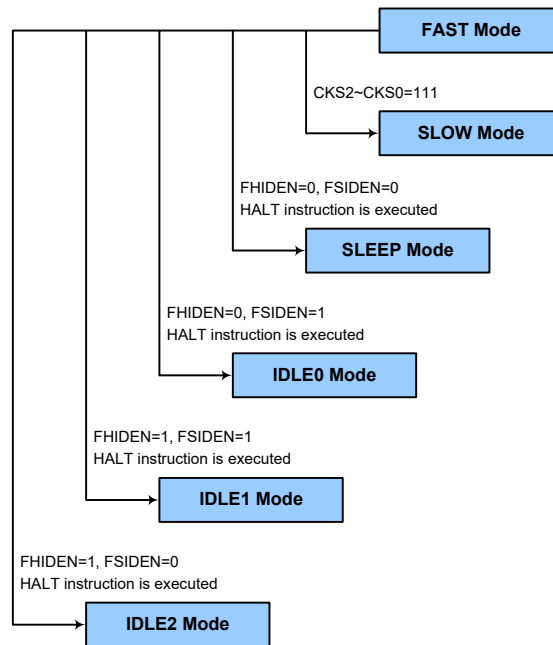 FAST Mode
CKS2~CKS0=111
SLOW Mode
FHIDEN=0, FSIDEN=0
HALT instruction is executed
SLEEP Mode
FHIDEN=0, FSIDEN=1
HALT instruction is executed
IDLE0 Mode
FHIDEN=1, FSIDEN=1
HALT instruction is executed
IDLE1 Mode
FHIDEN=1, FSIDEN=0
HALT instruction is executed
IDLE2 Mode